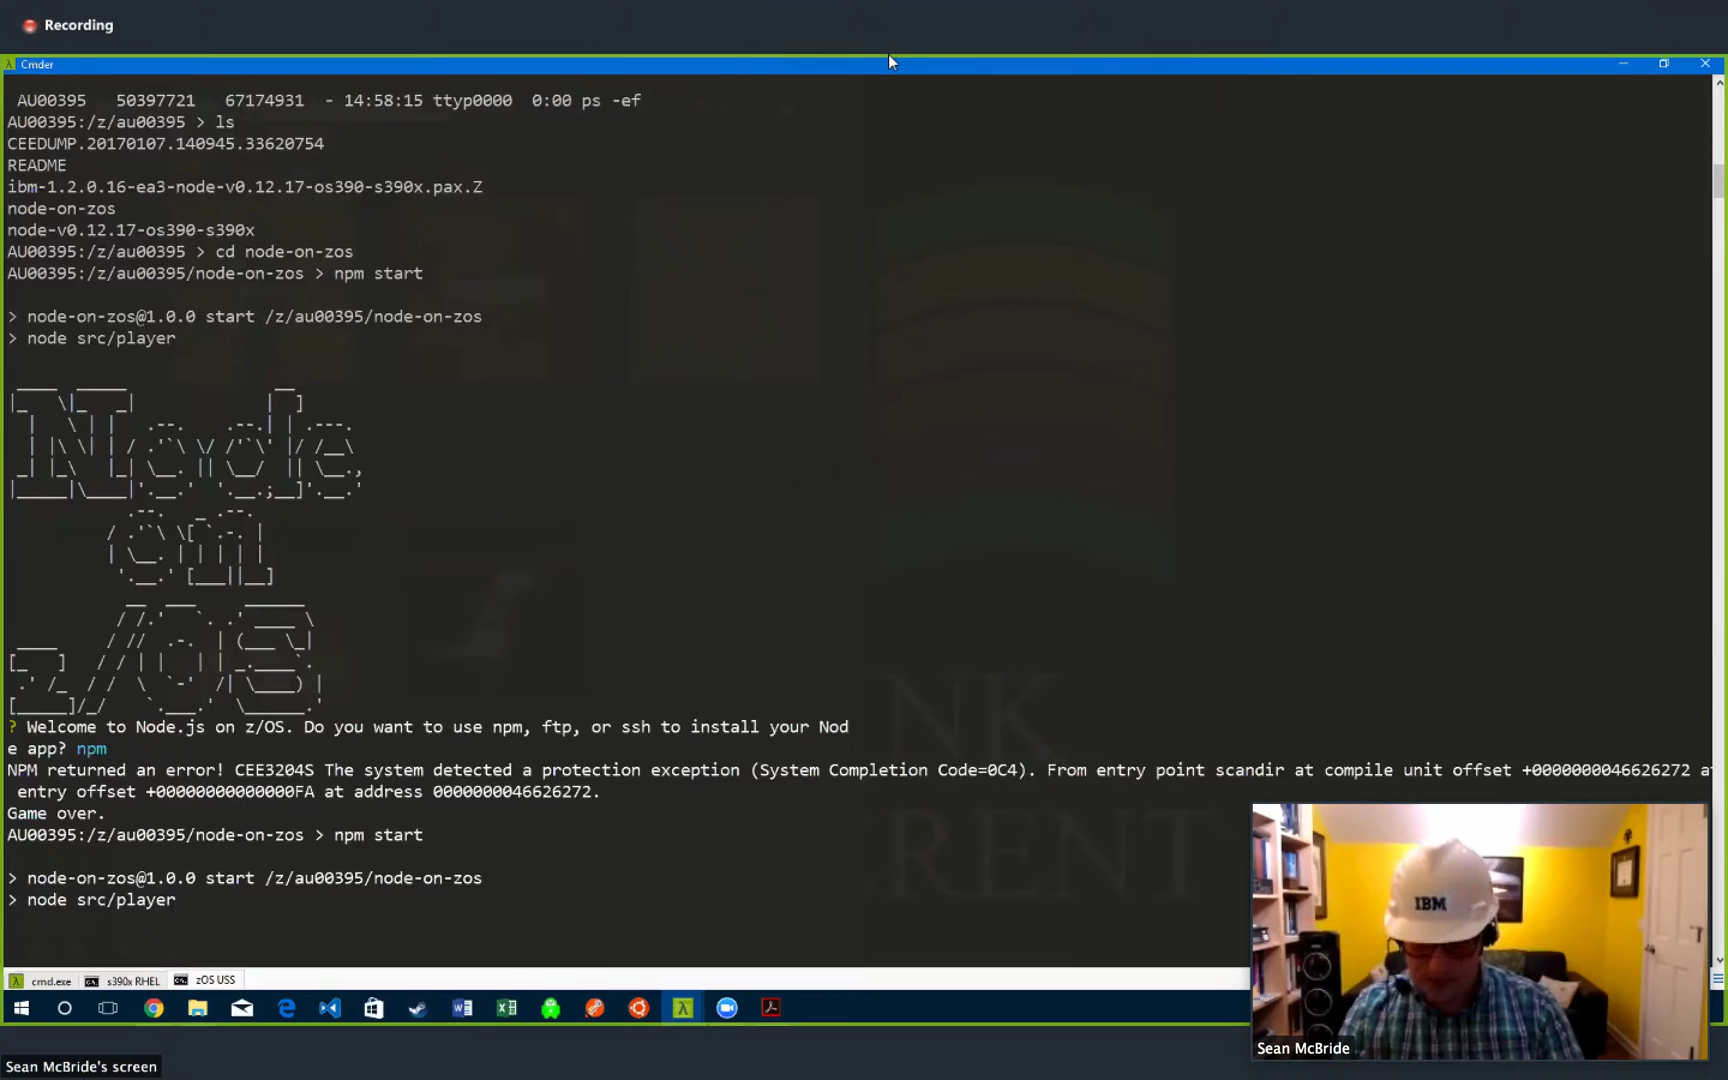 Recording
Cmder
AU00395   50397721   67174931  - 14:58:15 ttyp0000  0:00 ps -ef
AU00395:/z/au00395 > ls
CEEDUMP.20170107.140945.33620754
README
ibm-1.2.0.16-ea3-node-v0.12.17-os390-s390x.pax.Z
node-on-zos
node-v0.12.17-os390-s390x
AU00395:/z/au00395 > cd node-on-zos
AU00395:/z/au00395/node-on-zos > npm start
> node-on-zos@1.0.0 start /z/au00395/node-on-zos
> node src/player
Node
on
z/OS
? Welcome to Node.js on z/OS. Do you want to use npm, ftp, or ssh to install your Nod
e app? npm
NPM returned an error! CEE3204S The system detected a protection exception (System Completion Code=0C4). From entry point scandir at compile unit offset +0000000046626272 at
entry offset +00000000000000FA at address 0000000046626272.
Game over.
AU00395:/z/au00395/node-on-zos > npm start
> node-on-zos@1.0.0 start /z/au00395/node-on-zos
> node src/player
NK
RENT
IBM
cmd.exe
s390x RHEL
zOS USS
Sean McBride
Sean McBride's screen